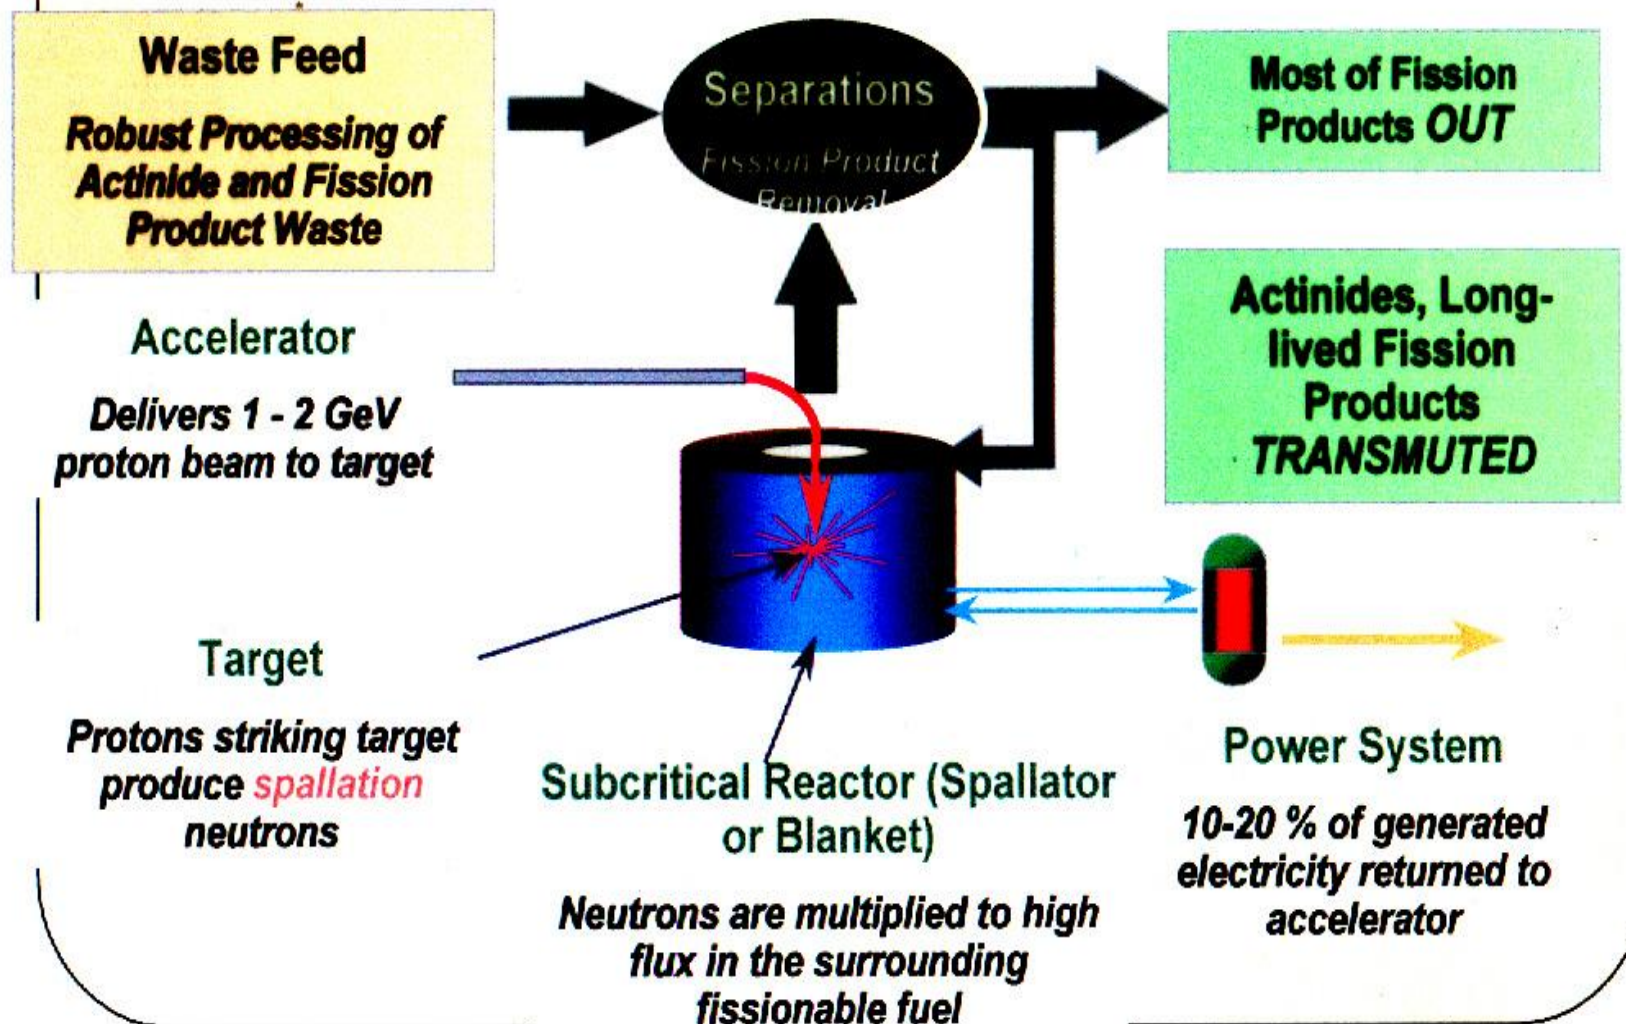 Waste Feed
Robust Processing of
Actinide and Fission
Product Waste
Separations
Fission Product
Removal
Most of Fission
Products OUT
Accelerator
Delivers 1 - 2 GeV
proton beam to target
Actinides, Long-
lived Fission
Products
TRANSMUTED
Target
Protons striking target
produce spallation
neutrons
Subcritical Reactor (Spallator
or Blanket)
Neutrons are multiplied to high
flux in the surrounding
fissionable fuel
Power System
10-20 % of generated
electricity returned to
accelerator